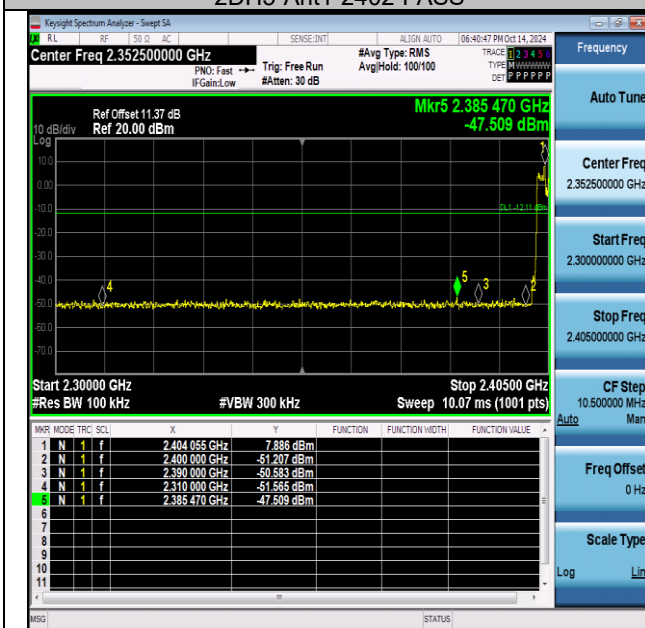 Keysight Spectrum Analyzer - Swept SA
RL RF 50 Ω AC SENSE:INT ALIGN AUTO 06:40:47 PM Oct 14, 2024
Center Freq 2.352500000 GHz
PNO: Fast
IFGain:Low
Trig: Free Run
#Atten: 30 dB
#Avg Type: RMS
Avg|Hold: 100/100
TRACE 1 2 3 4 5 6
TYPE M W W W W W
DET P P P P P P
Ref Offset 11.37 dB
Ref 20.00 dBm
10 dB/div
Log
Mkr5 2.385 470 GHz
-47.509 dBm
10.0
0.00
-10.0
-20.0
-30.0
-40.0
-50.0
-60.0
-70.0
DL1 -12.11 dBm
1
2
3
4
5
Start 2.30000 GHz
Stop 2.40500 GHz
#Res BW 100 kHz #VBW 300 kHz Sweep 10.07 ms (1001 pts)
MKR MODE TRC SCL X Y FUNCTION FUNCTION WIDTH FUNCTION VALUE
1 N 1 f 2.404 055 GHz 7.886 dBm
2 N 1 f 2.400 000 GHz -51.207 dBm
3 N 1 f 2.390 000 GHz -50.583 dBm
4 N 1 f 2.310 000 GHz -51.565 dBm
5 N 1 f 2.385 470 GHz -47.509 dBm
6
7
8
9
10
11
MSG STATUS
Frequency
Auto Tune
Center Freq
2.352500000 GHz
Start Freq
2.300000000 GHz
Stop Freq
2.405000000 GHz
CF Step
10.500000 MHz
Auto Man
Freq Offset
0 Hz
Scale Type
Log Lin